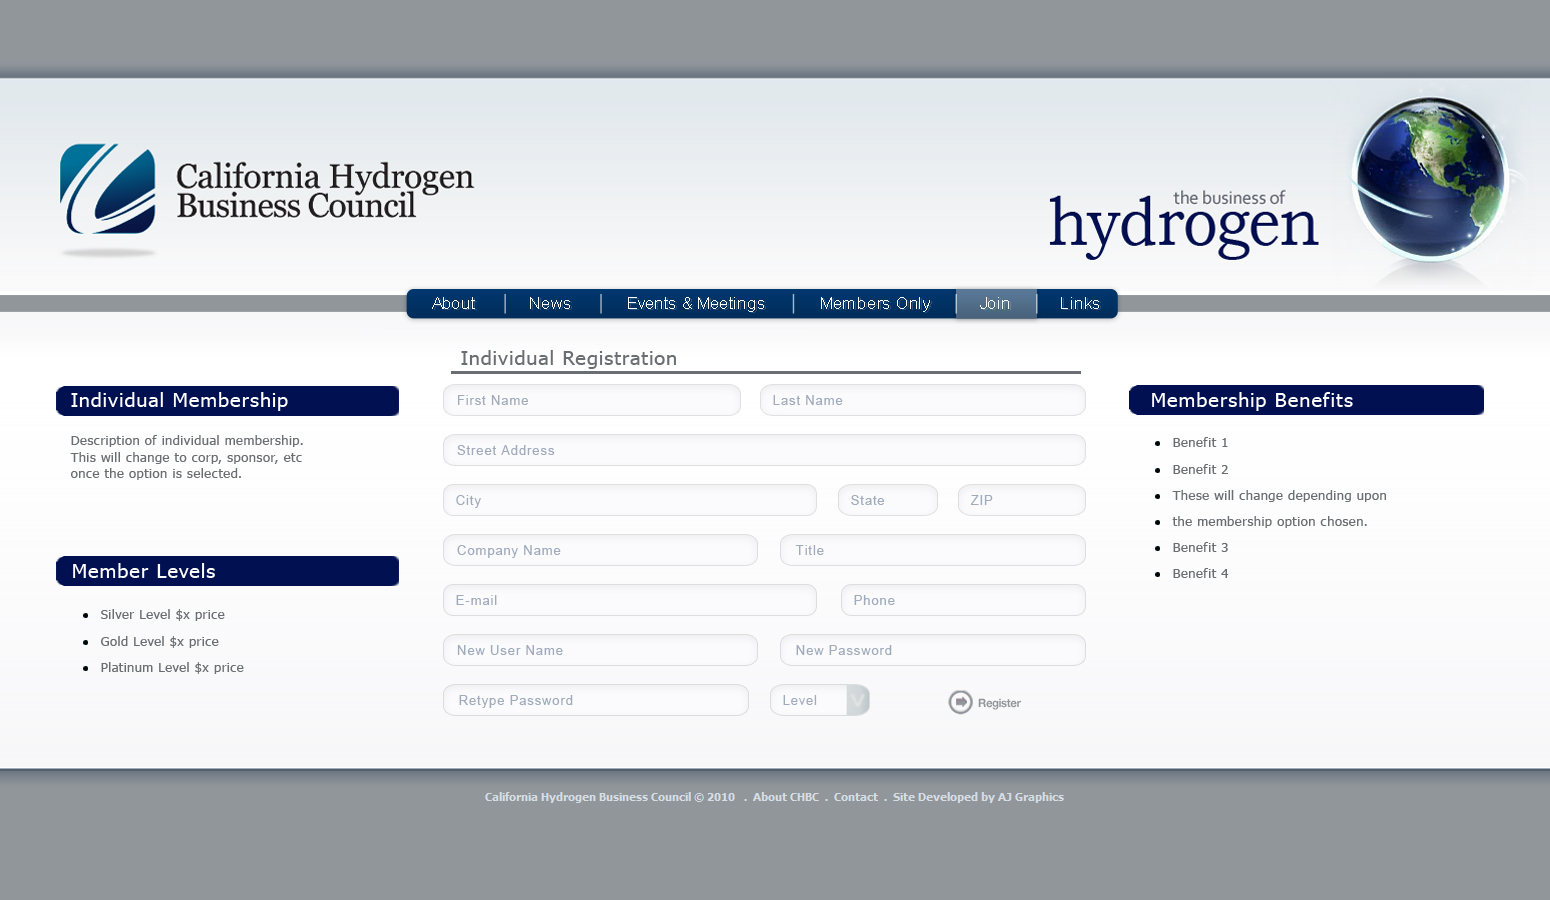 California Hydrogen
Business Council
the business of
hydrogen
About
News
Events & Meetings
Members Only
Join
Links
Individual Registration
Individual Membership
Description of individual membership.
This will change to corp, sponsor, etc
once the option is selected.
Member Levels
Silver Level $x price
Gold Level $x price
Platinum Level $x price
First Name
Last Name
Street Address
City
State
ZIP
Company Name
Title
E-mail
Phone
New User Name
New Password
Retype Password
Level
V
Register
Membership Benefits
Benefit 1
Benefit 2
These will change depending upon
the membership option chosen.
Benefit 3
Benefit 4
California Hydrogen Business Council © 2010 . About CHBC . Contact . Site Developed by AJ Graphics